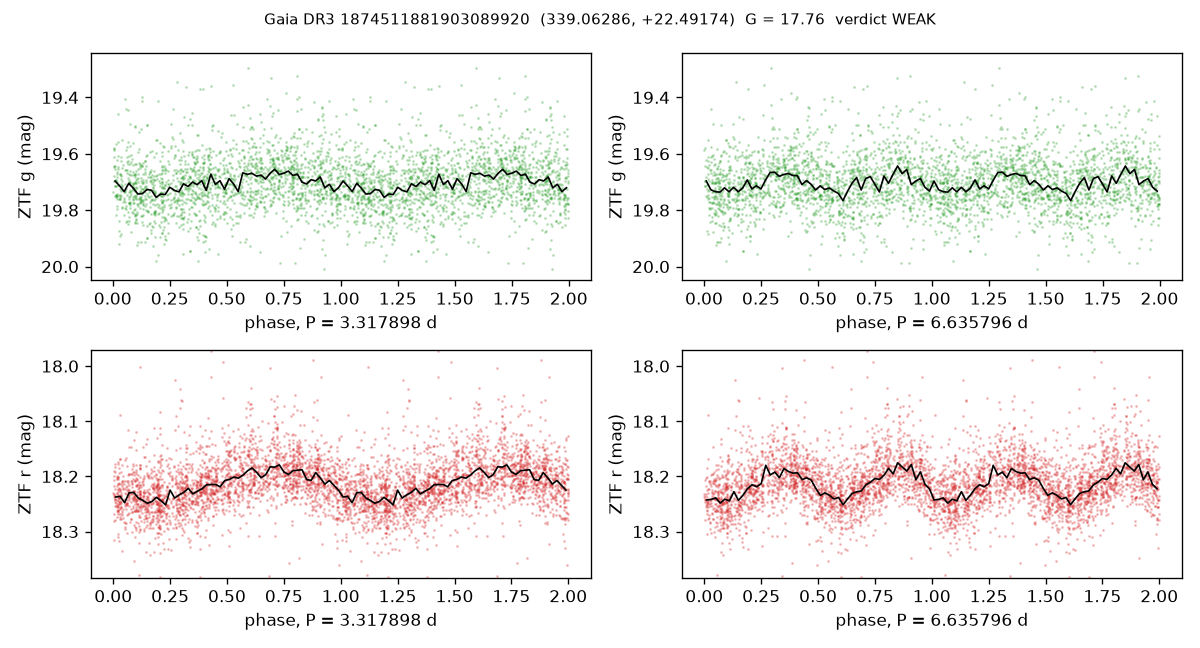 Gaia DR3 1874511881903089920 (339.06286, +22.49174) G = 17.76 verdict WEAK
ZTF g (mag)
19.4
19.6
19.8
20.0
0.00 0.25 0.50 0.75 1.00 1.25 1.50 1.75 2.00
phase, P = 3.317898 d
ZTF g (mag)
19.4
19.6
19.8
20.0
0.00 0.25 0.50 0.75 1.00 1.25 1.50 1.75 2.00
phase, P = 6.635796 d
ZTF r (mag)
18.0
18.1
18.2
18.3
0.00 0.25 0.50 0.75 1.00 1.25 1.50 1.75 2.00
phase, P = 3.317898 d
ZTF r (mag)
18.0
18.1
18.2
18.3
0.00 0.25 0.50 0.75 1.00 1.25 1.50 1.75 2.00
phase, P = 6.635796 d